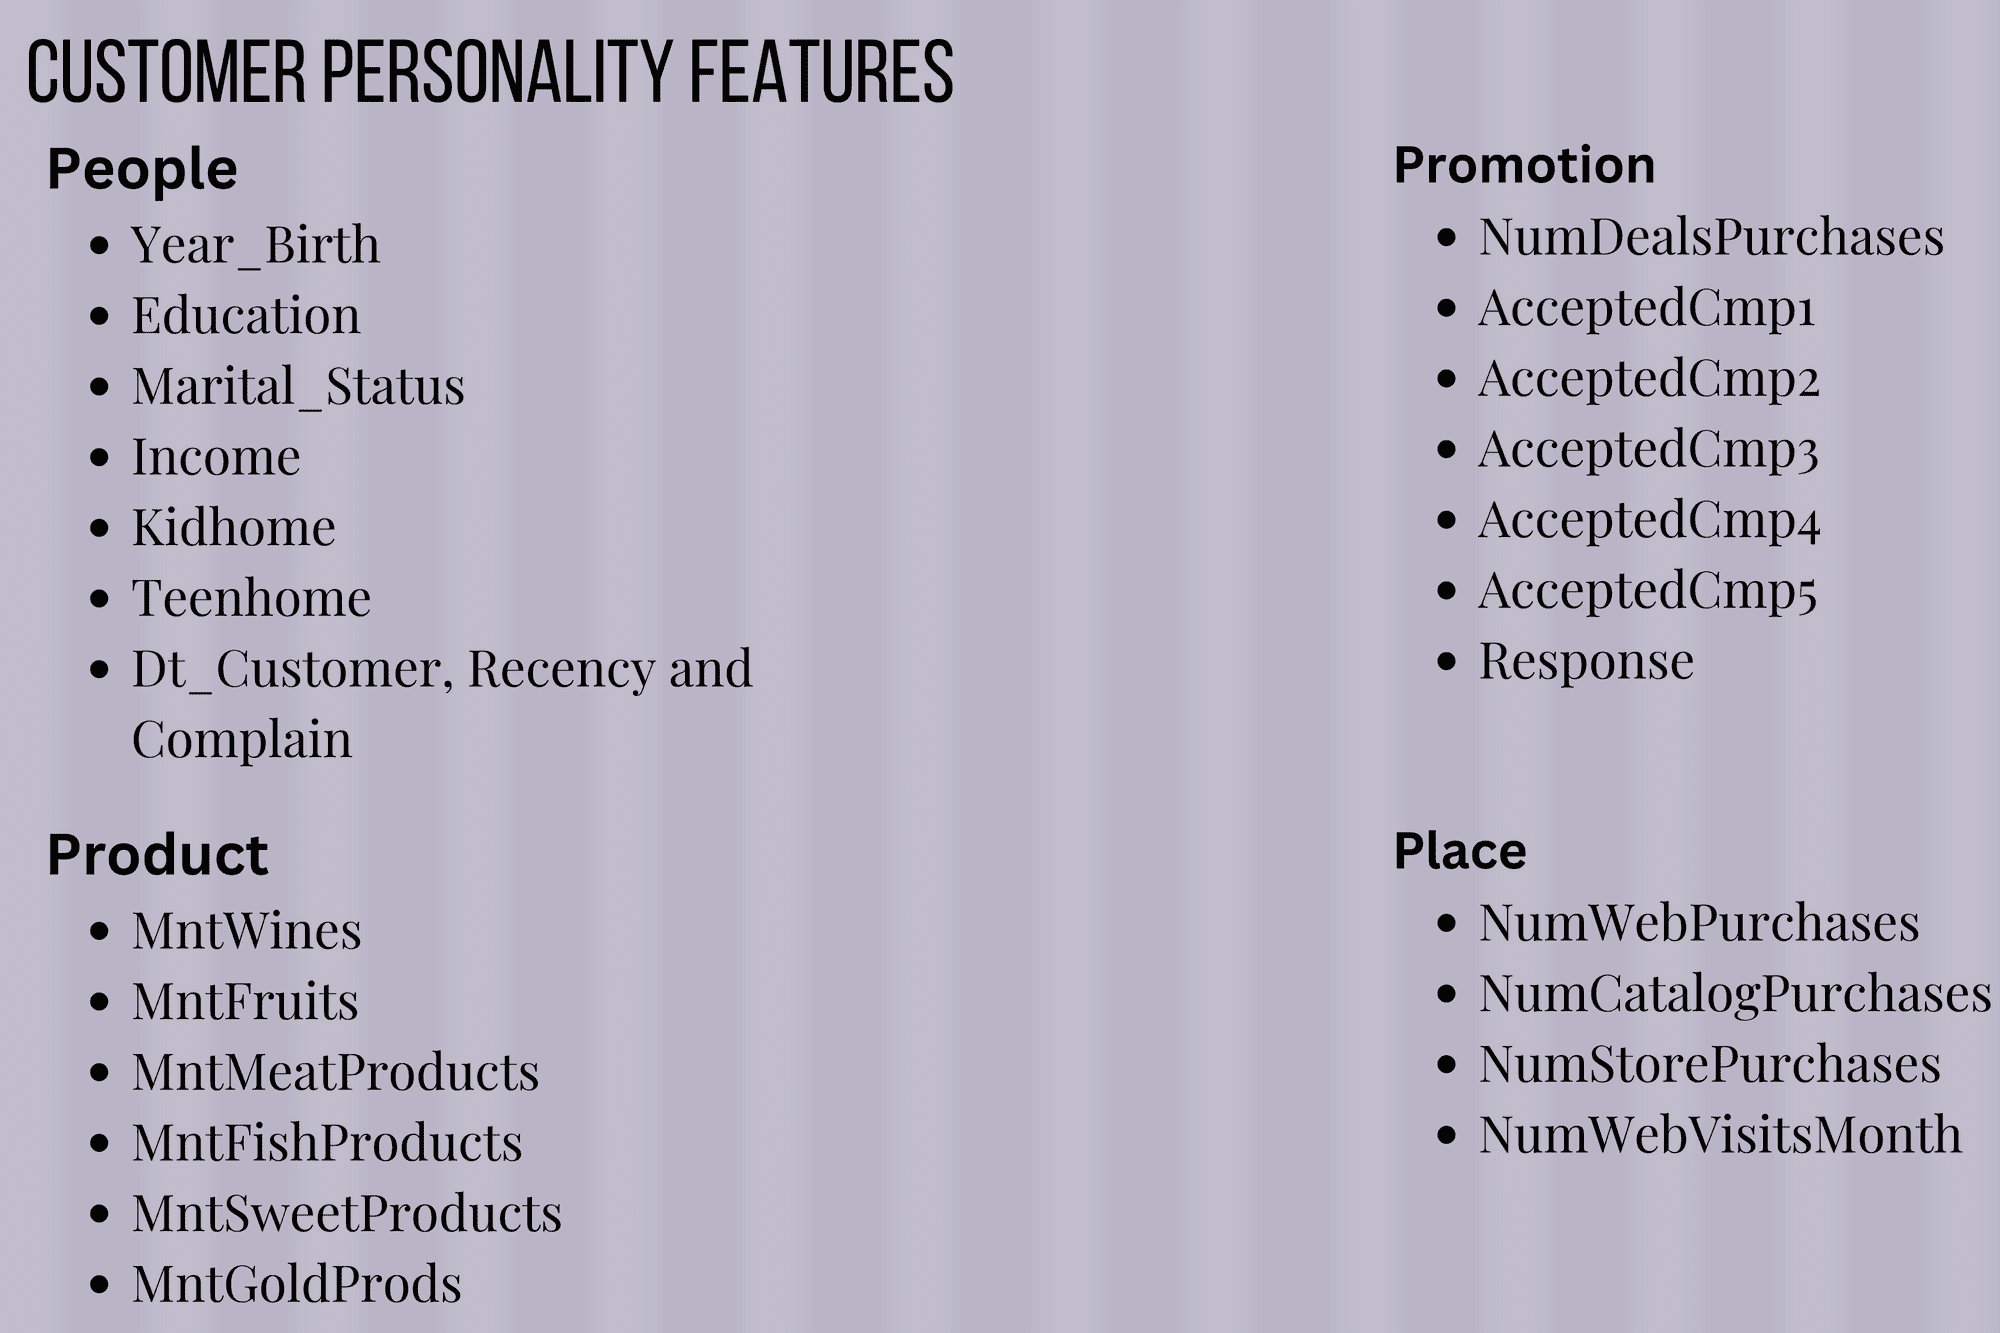 CUSTOMER PERSONALITY FEATURES
People
Year_Birth
Education
Marital_Status
Income
Kidhome
Teenhome
Dt_Customer, Recency and
Complain
Product
MntWines
MntFruits
MntMeatProducts
MntFishProducts
MntSweetProducts
MntGoldProds
Promotion
NumDealsPurchases
AcceptedCmp1
AcceptedCmp2
AcceptedCmp3
AcceptedCmp4
AcceptedCmp5
Response
Place
NumWebPurchases
NumCatalogPurchases
NumStorePurchases
NumWebVisitsMonth